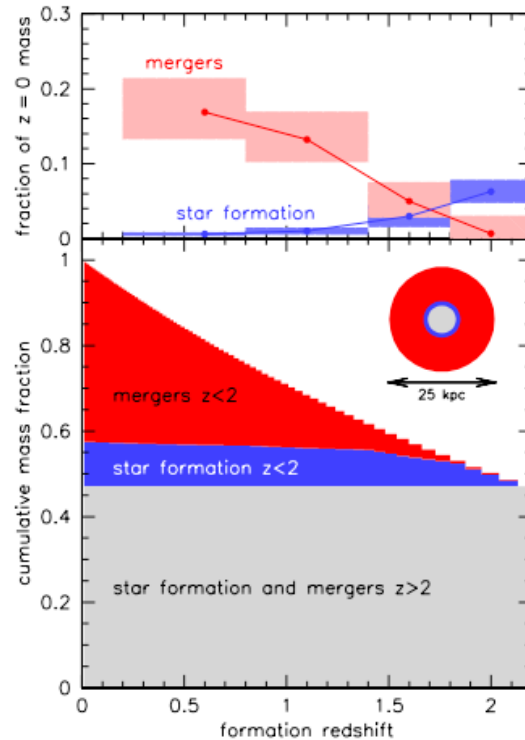 fraction of z = 0 mass
0.3
0.2
0.1
0
mergers
star formation
cumulative mass fraction
1
0.8
0.6
0.4
0.2
0
25 kpc
mergers z<2
star formation z<2
star formation and mergers z>2
0 0.5 1 1.5 2
formation redshift